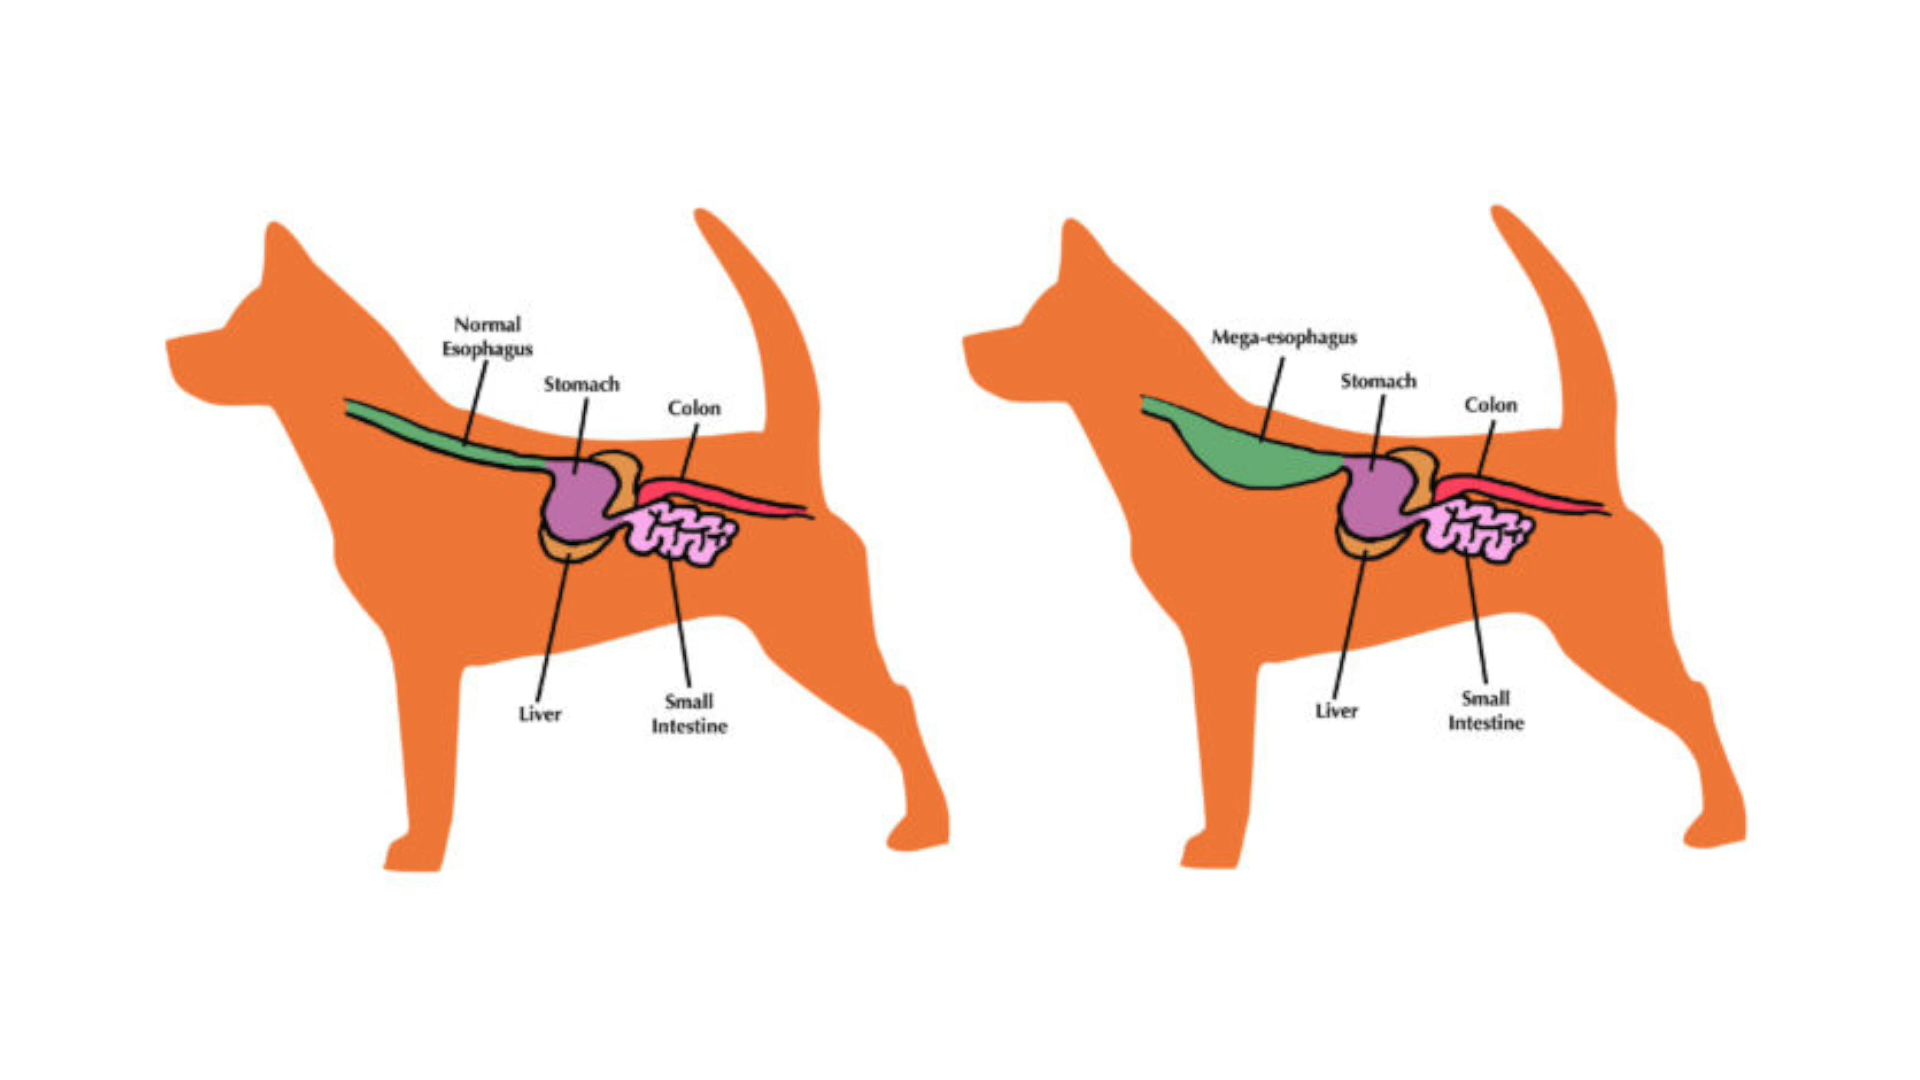 Normal
Esophagus
Stomach
Colon
Liver
Small
Intestine
Mega-esophagus
Stomach
Colon
Liver
Small
Intestine